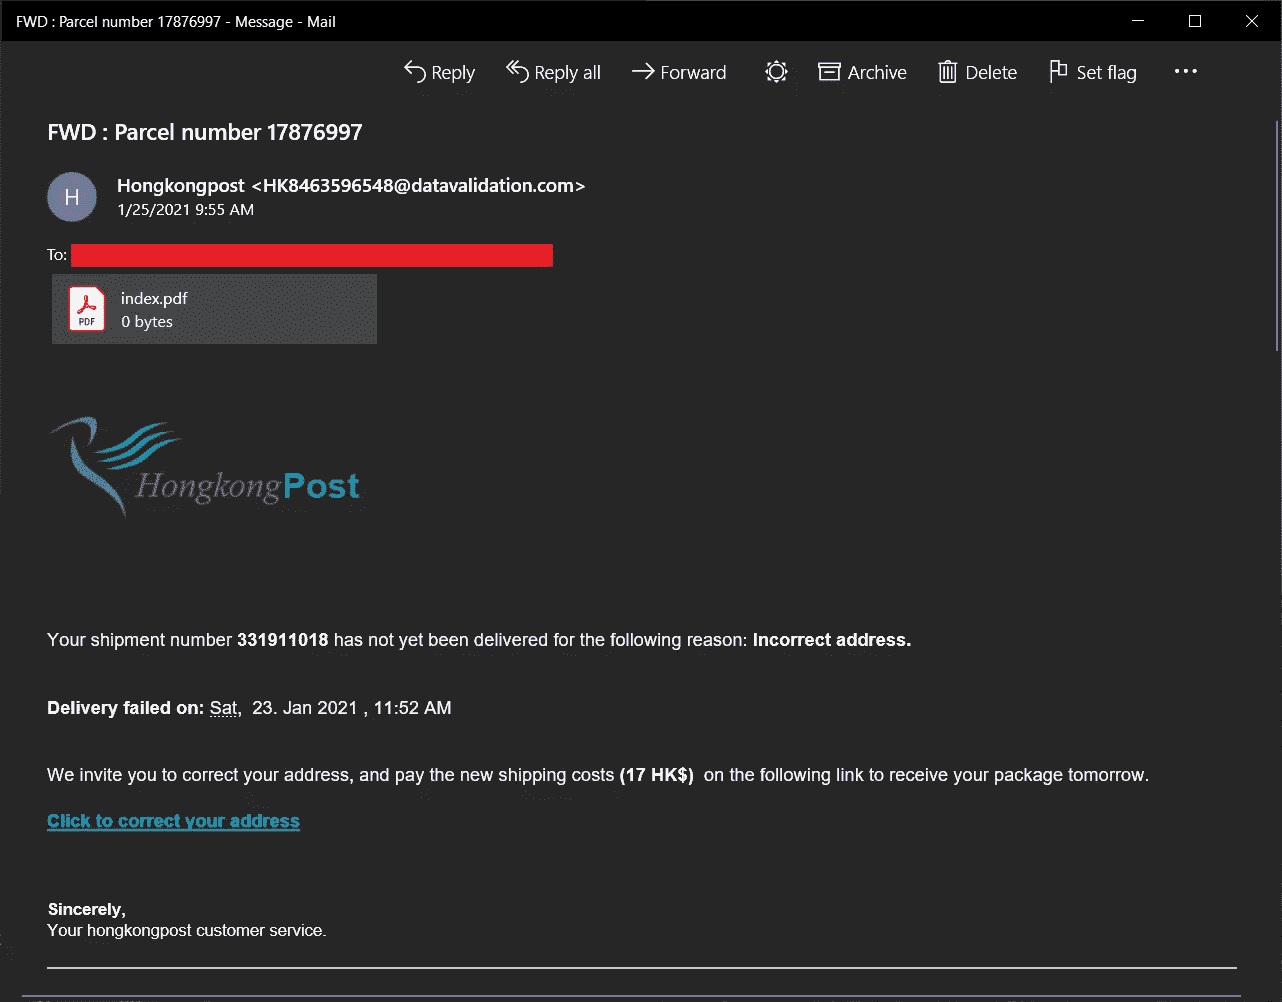 FWD : Parcel number 17876997 - Message - Mail
Reply Reply all Forward Archive Delete Set flag
FWD : Parcel number 17876997
H
Hongkongpost <HK8463596548@datavalidation.com>
1/25/2021 9:55 AM
To:
index.pdf
PDF
0 bytes
HongkongPost
Your shipment number 331911018 has not yet been delivered for the following reason: Incorrect address.
Delivery failed on: Sat,  23. Jan 2021 , 11:52 AM
We invite you to correct your address, and pay the new shipping costs (17 HK$)  on the following link to receive your package tomorrow.
Click to correct your address
Sincerely,
Your hongkongpost customer service.